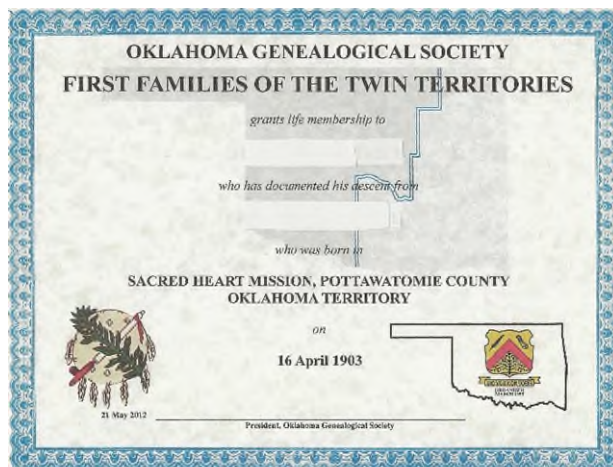 OKLAHOMA GENEALOGICAL SOCIETY
FIRST FAMILIES OF THE TWIN TERRITORIES
grants life membership to
who has documented his descent from
who was born in
SACRED HEART MISSION, POTTAWATOMIE COUNTY
OKLAHOMA TERRITORY
on
16 April 1903
21 May 2012
President, Oklahoma Genealogical Society